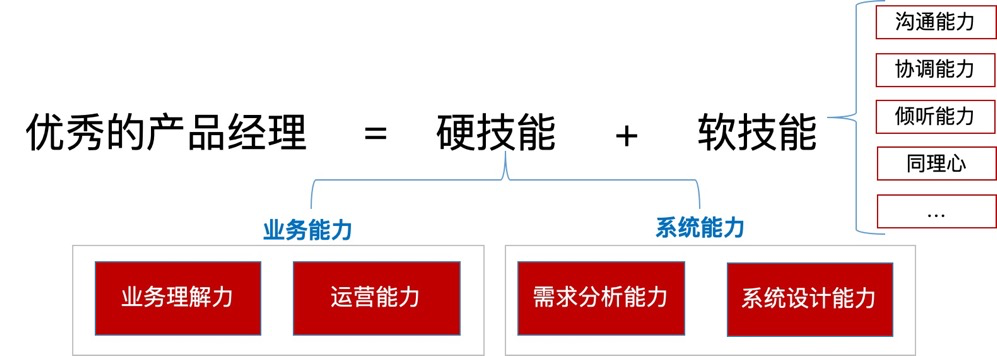 优秀的产品经理 = 硬技能 + 软技能
沟通能力
协调能力
倾听能力
同理心
...
业务能力
系统能力
业务理解力
运营能力
需求分析能力
系统设计能力